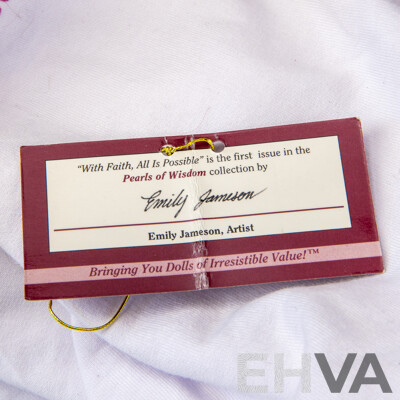 “With Faith, All Is Possible” is the first issue in the
Pearls of Wisdom collection by
Emily Jameson
Emily Jameson, Artist
Bringing You Dolls of Irresistible Value!™
EHVA